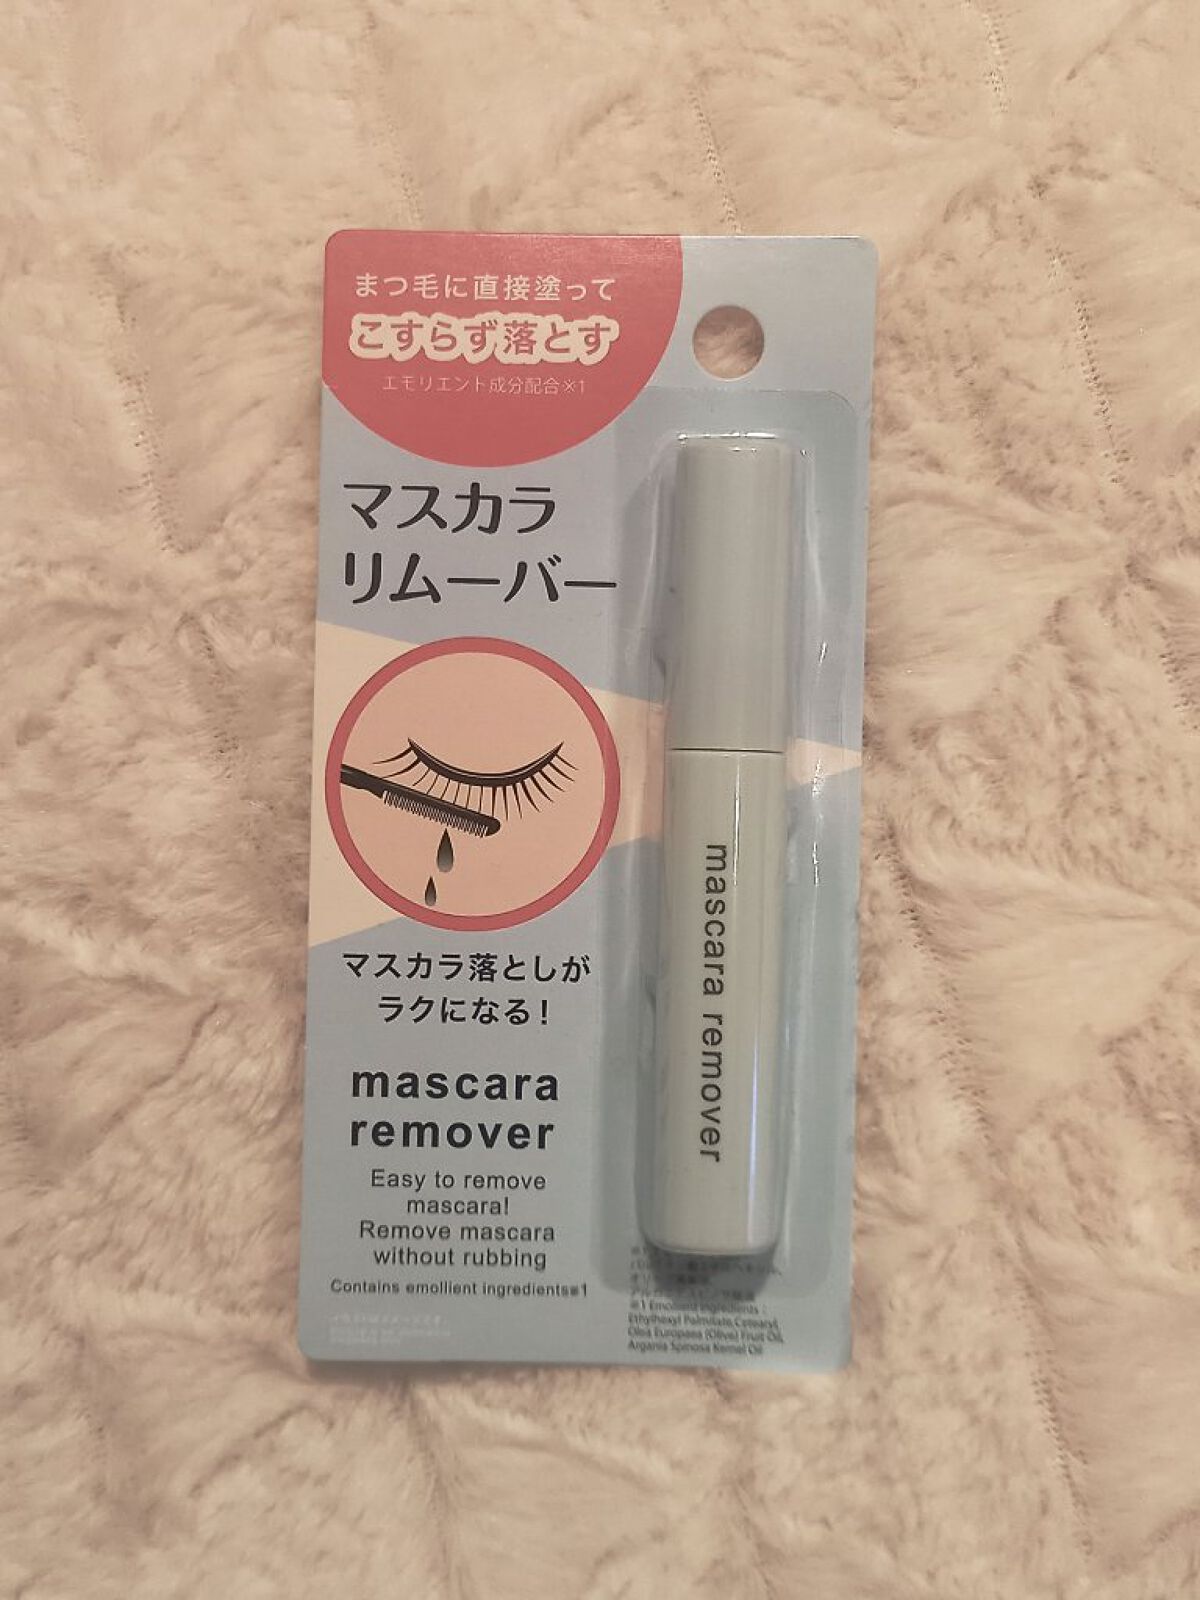 まつ毛に直接塗って
こすらず落とす
エモリエント成分配合※1
マスカラ
リムーバー
マスカラ落としが
ラクになる!
mascara
remover
Easy to remove
mascara!
Remove mascara
without rubbing
Contains emollient ingredients※1
mascara remover
※1 Emollient ingredients:
Ethylhexyl Palmitate, Cetearyl
Olea Europaea (Olive) Fruit Oil,
Argania Spinosa Kernel Oil